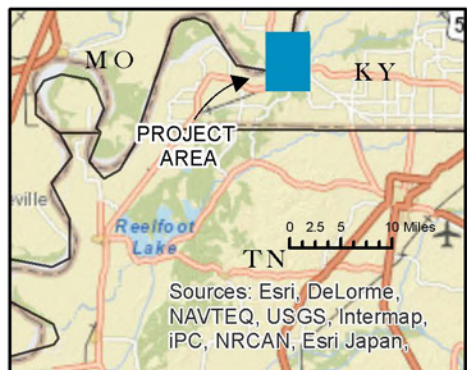 5
MO
KY
PROJECT
AREA
ville
Reelfoot
Lake
0 2.5 5 10 Miles
TN
Sources: Esri, DeLorme,
NAVTEQ, USGS, Intermap,
iPC, NRCAN, Esri Japan,